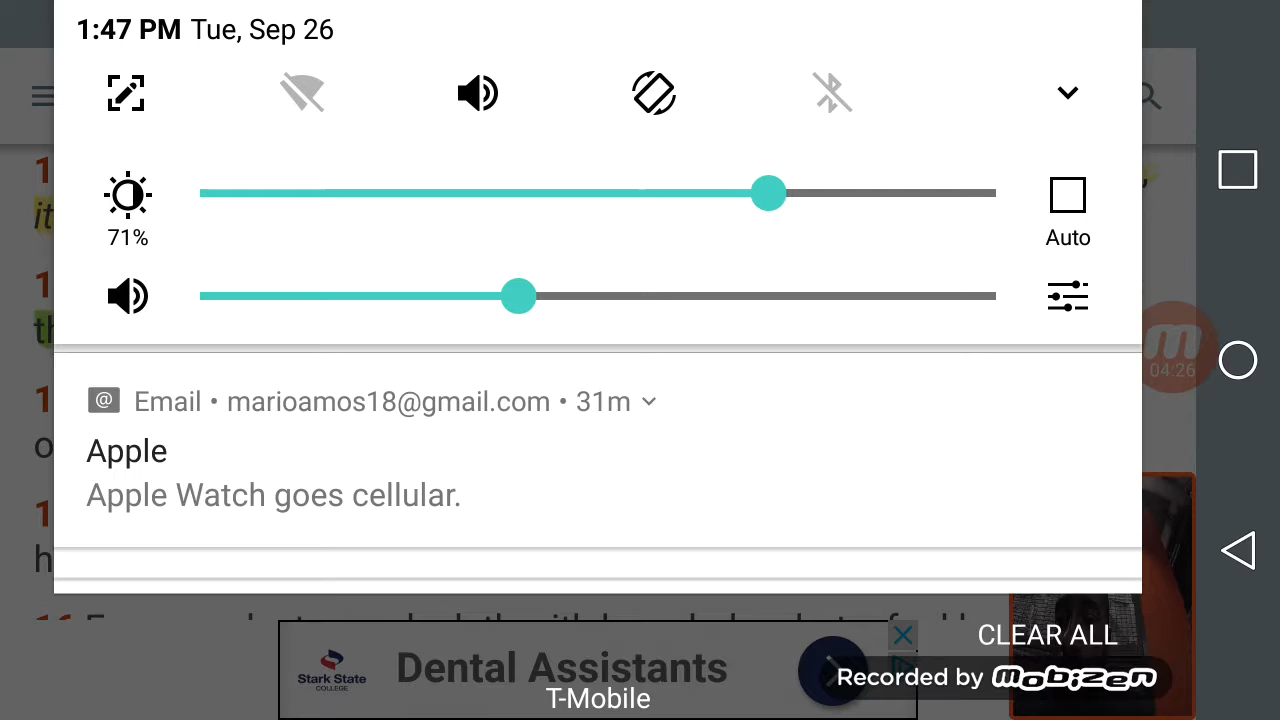 1:47 PM Tue, Sep 26
71%
Auto
04:26
@ Email • marioamos18@gmail.com • 31m
Apple
Apple Watch goes cellular.
CLEAR ALL
Stark State
COLLEGE
Dental Assistants
Recorded by mobizen
T-Mobile